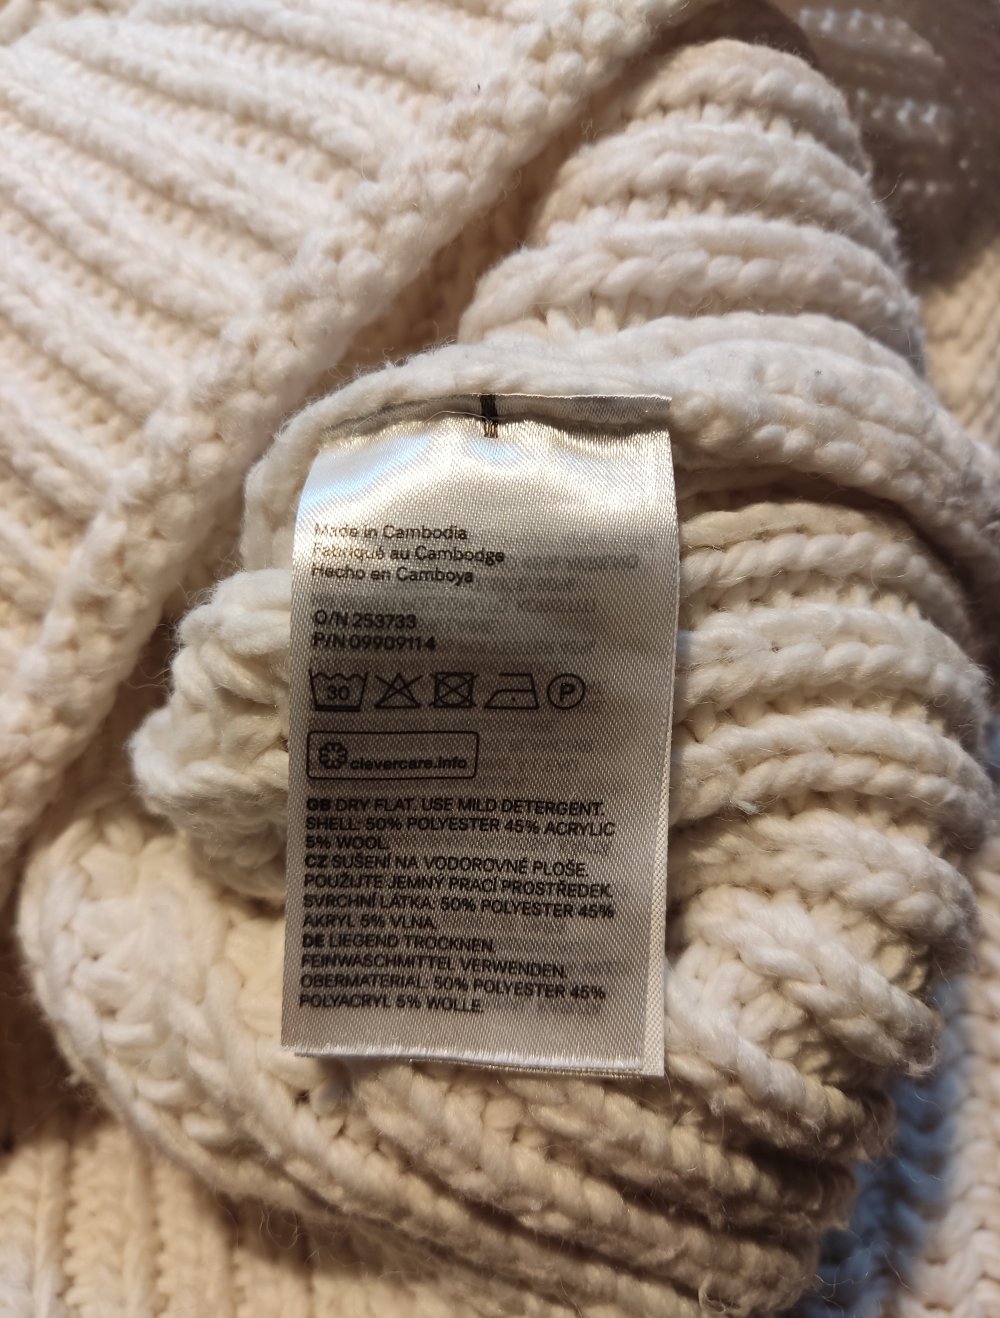 Made in Cambodia
Fabriqué au Cambodge
Hecho en Camboya
O/N 253733
P/N 09909114
30 P
clevercare.info
GB DRY FLAT. USE MILD DETERGENT.
SHELL: 50% POLYESTER 45% ACRYLIC
5% WOOL.
CZ SUŠENÍ NA VODOROVNÉ PLOŠE.
POUŽIJTE JEMNÝ PRACÍ PROSTŘEDEK.
SVRCHNÍ LÁTKA: 50% POLYESTER 45%
AKRYL 5% VLNA.
DE LIEGEND TROCKNEN.
FEINWASCHMITTEL VERWENDEN.
OBERMATERIAL: 50% POLYESTER 45%
POLYACRYL 5% WOLLE.